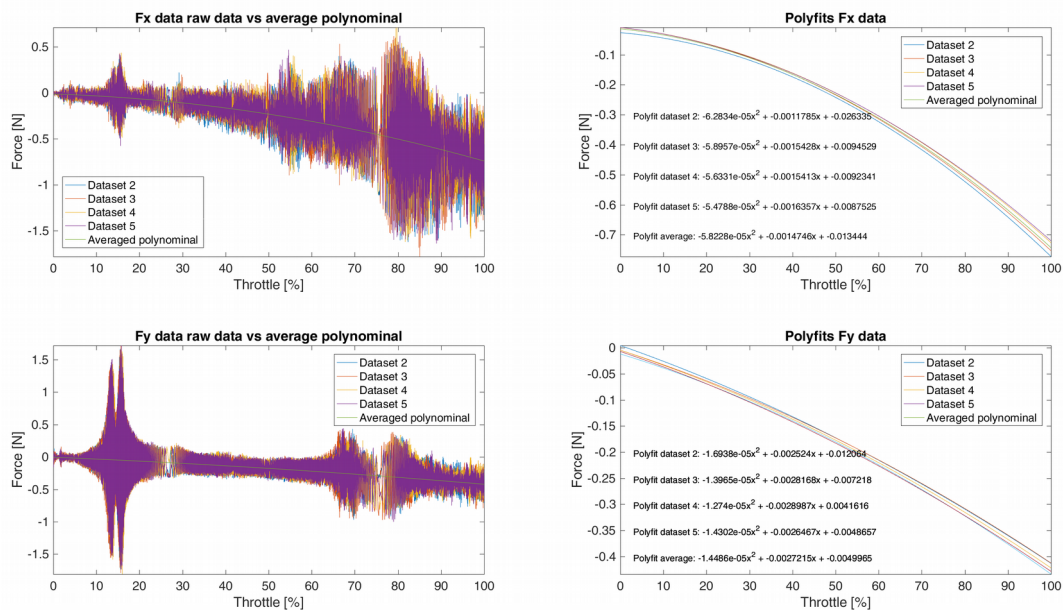 Fx data raw data vs average polynominal
0.5
0
-0.5
-1
-1.5
Force [N]
Dataset 2
Dataset 3
Dataset 4
Dataset 5
Averaged polynominal
0 10 20 30 40 50 60 70 80 90 100
Throttle [%]
Polyfits Fx data
-0.1
-0.2
-0.3
-0.4
-0.5
-0.6
-0.7
Force [N]
Dataset 2
Dataset 3
Dataset 4
Dataset 5
Averaged polynominal
Polyfit dataset 2: -6.2834e-05x² + -0.0011785x + -0.026335
Polyfit dataset 3: -5.8957e-05x² + -0.0015428x + -0.0094529
Polyfit dataset 4: -5.6331e-05x² + -0.0015413x + -0.0092341
Polyfit dataset 5: -5.4788e-05x² + -0.0016357x + -0.0087525
Polyfit average: -5.8228e-05x² + -0.0014746x + -0.013444
0 10 20 30 40 50 60 70 80 90 100
Throttle [%]
Fy data raw data vs average polynominal
1.5
1
0.5
0
-0.5
-1
-1.5
Force [N]
Dataset 2
Dataset 3
Dataset 4
Dataset 5
Averaged polynominal
0 10 20 30 40 50 60 70 80 90 100
Throttle [%]
Polyfits Fy data
0
-0.05
-0.1
-0.15
-0.2
-0.25
-0.3
-0.35
-0.4
Force [N]
Dataset 2
Dataset 3
Dataset 4
Dataset 5
Averaged polynominal
Polyfit dataset 2: -1.6938e-05x² + -0.002524x + -0.012064
Polyfit dataset 3: -1.3965e-05x² + -0.0028168x + -0.007218
Polyfit dataset 4: -1.274e-05x² + -0.0028987x + 0.0041616
Polyfit dataset 5: -1.4302e-05x² + -0.0026467x + -0.0048657
Polyfit average: -1.4486e-05x² + -0.0027215x + -0.0049965
0 10 20 30 40 50 60 70 80 90 100
Throttle [%]